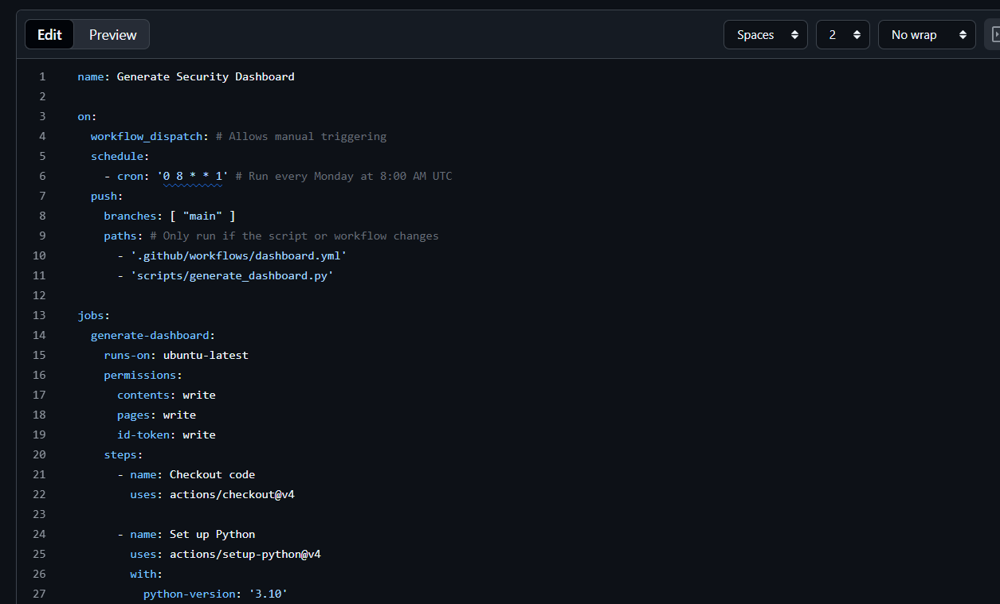 Edit Preview Spaces 2 No wrap
1 name: Generate Security Dashboard
2
3 on:
4   workflow_dispatch: # Allows manual triggering
5   schedule:
6     - cron: '0 8 * * 1' # Run every Monday at 8:00 AM UTC
7   push:
8     branches: [ "main" ]
9     paths: # Only run if the script or workflow changes
10       - '.github/workflows/dashboard.yml'
11       - 'scripts/generate_dashboard.py'
12
13 jobs:
14   generate-dashboard:
15     runs-on: ubuntu-latest
16     permissions:
17       contents: write
18       pages: write
19       id-token: write
20     steps:
21       - name: Checkout code
22         uses: actions/checkout@v4
23
24       - name: Set up Python
25         uses: actions/setup-python@v4
26         with:
27           python-version: '3.10'